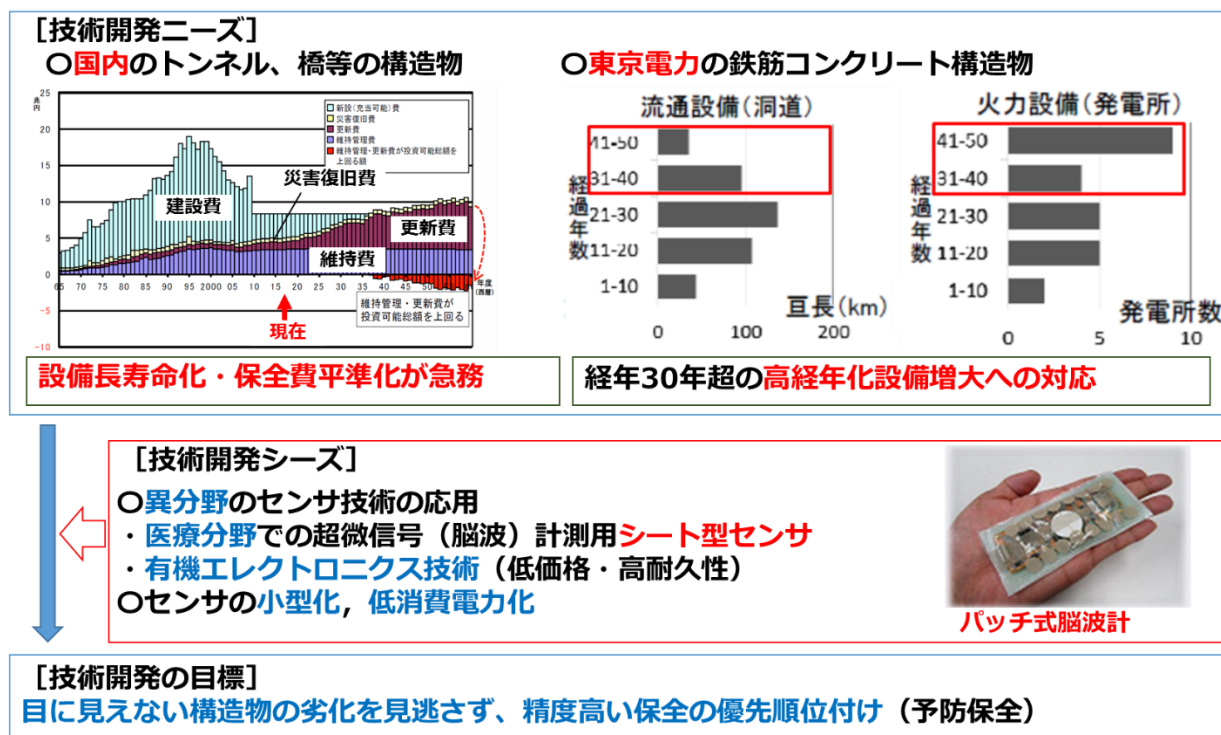 [技術開発ニーズ]
○国内のトンネル、橋等の構造物
○東京電力の鉄筋コンクリート構造物
兆円
25
20
15
10
5
0
-5
-10
新設(充当可能)費
災害復旧費
更新費
維持管理費
維持管理・更新費が投資可能総額を
上回る額
災害復旧費
建設費
更新費
維持費
65 70 75 80 85 90 95 2000 05 10 15 20 25 30 35 40 45 50 55
年度
(西暦)
維持管理・更新費が
投資可能総額を上回る
現在
設備長寿命化・保全費平準化が急務
流通設備(洞道)
経過年数
41-50
31-40
21-30
11-20
1-10
亘長(km)
0 100 200
火力設備(発電所)
経過年数
41-50
31-40
21-30
11-20
1-10
発電所数
0 5 10
経年30年超の高経年化設備増大への対応
[技術開発シーズ]
○異分野のセンサ技術の応用
・医療分野での超微信号(脳波)計測用シート型センサ
・有機エレクトロニクス技術(低価格・高耐久性)
○センサの小型化,低消費電力化
パッチ式脳波計
[技術開発の目標]
目に見えない構造物の劣化を見逃さず、精度高い保全の優先順位付け(予防保全)